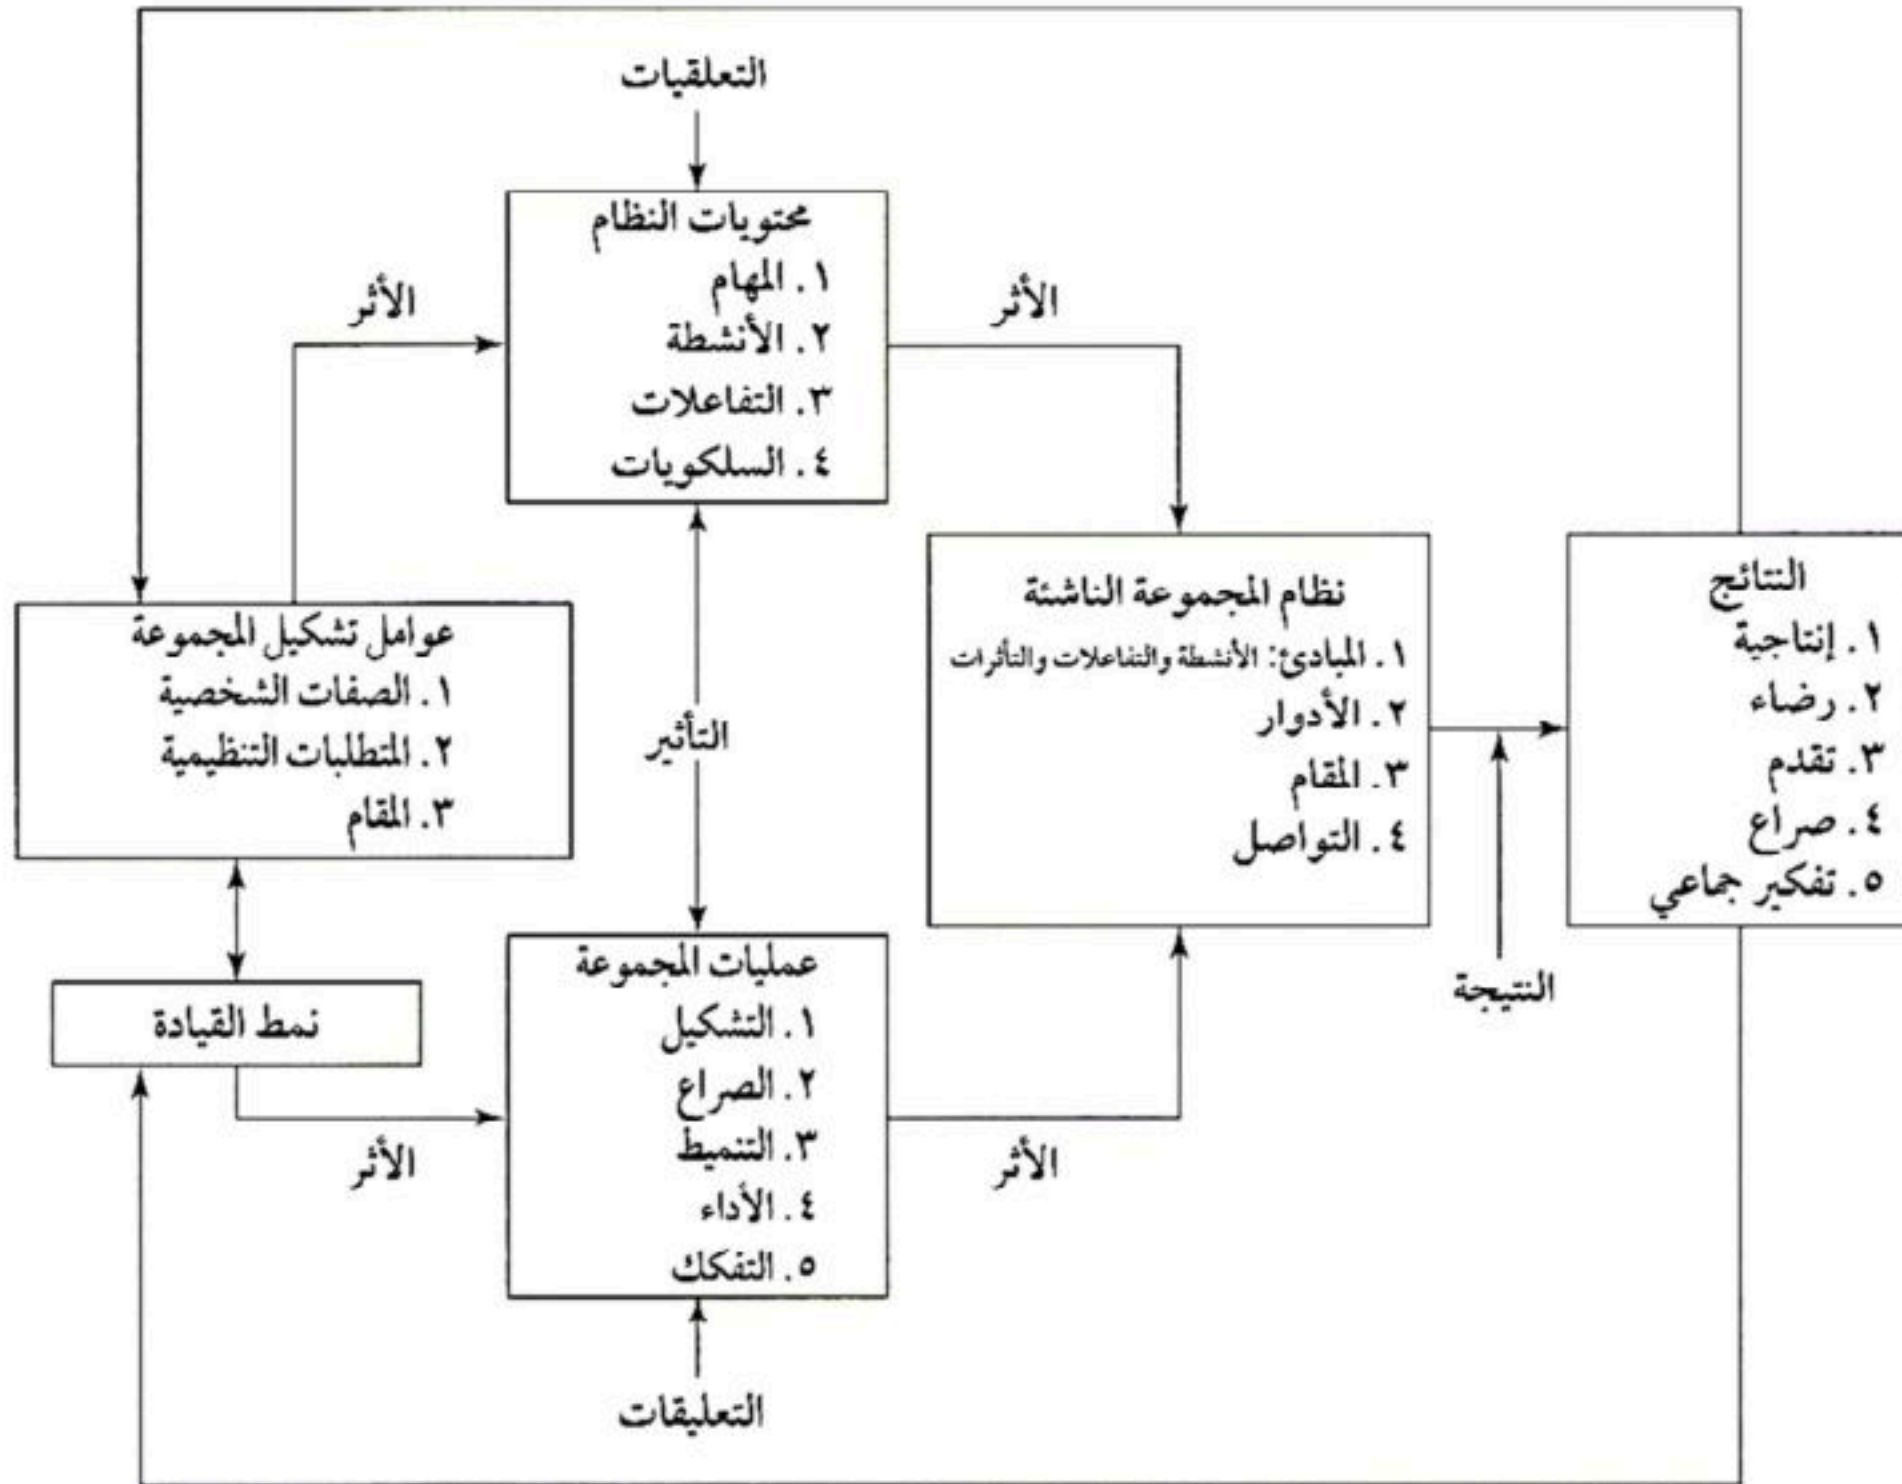 التعلقيات
محتويات النظام
١. المهام
٢. الأنشطة
٣. التفاعلات
٤. السلكويات
الأثر
الأثر
عوامل تشكيل المجموعة
١. الصفات الشخصية
٢. المتطلبات التنظيمية
٣. المقام
التأثير
نظام المجموعة الناشئة
١. المبادئ: الأنشطة والتفاعلات والتأثرات
٢. الأدوار
٣. المقام
٤. التواصل
النتائج
١. إنتاجية
٢. رضاء
٣. تقدم
٤. صراع
٥. تفكير جماعي
النتيجة
نمط القيادة
عمليات المجموعة
١. التشكيل
٢. الصراع
٣. التنميط
٤. الأداء
٥. التفكك
الأثر
الأثر
التعليقات